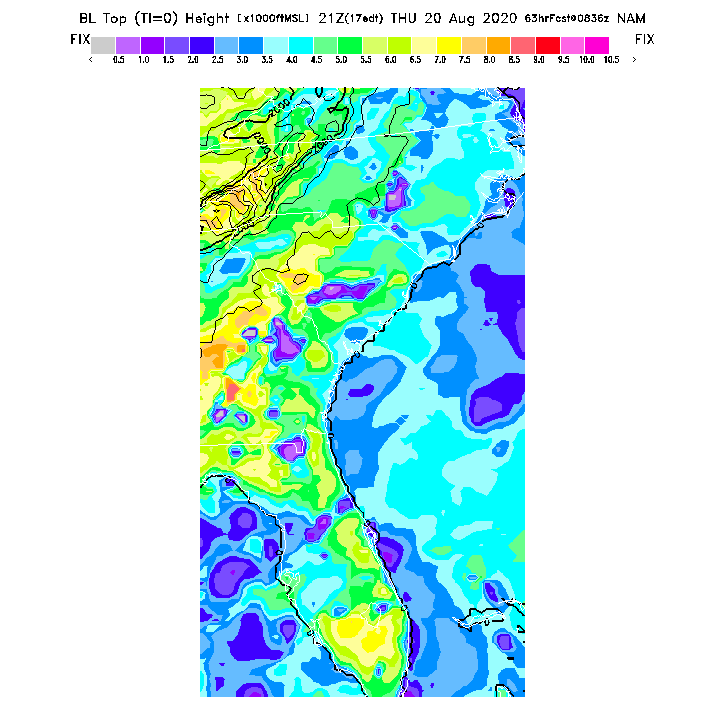 BL Top (TI=0) Height [x1000ftMSL] 21Z(17edt) THU 20 Aug 2020 63hrFcst@0836z NAM
FIX FIX
< 0.5 1.0 1.5 2.0 2.5 3.0 3.5 4.0 4.5 5.0 5.5 6.0 6.5 7.0 7.5 8.0 8.5 9.0 9.5 10.0 10.5 >
2000
2000
2000